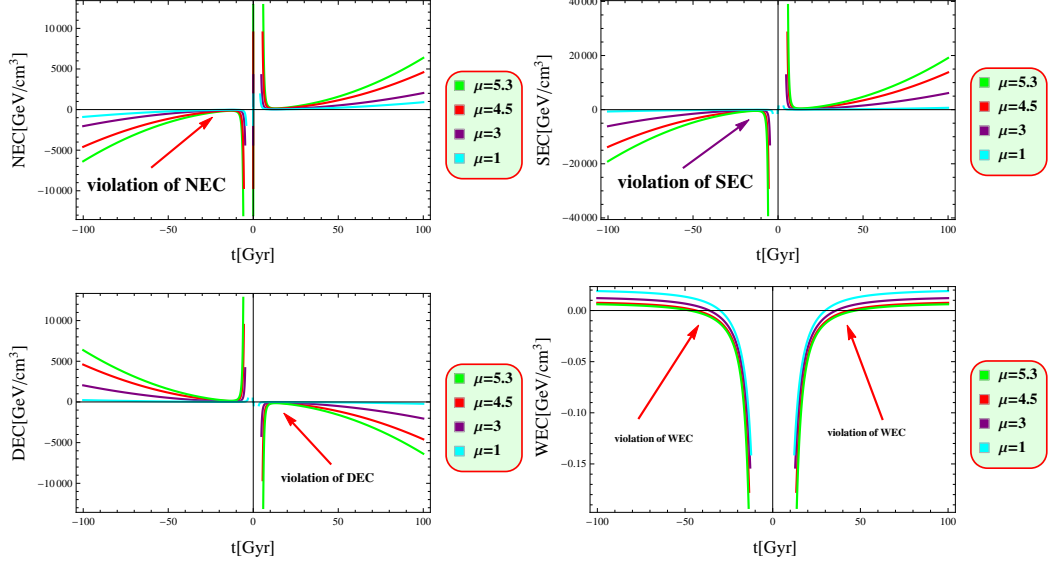 NEC[GeV/cm³]
10000
5000
0
−5000
−10000
violation of NEC
−100
−50
0
50
100
t[Gyr]
μ=5.3
μ=4.5
μ=3
μ=1
SEC[GeV/cm³]
40000
20000
0
−20000
−40000
violation of SEC
−100
−50
0
50
100
t[Gyr]
μ=5.3
μ=4.5
μ=3
μ=1
DEC[GeV/cm³]
10000
5000
0
−5000
−10000
violation of DEC
−100
−50
0
50
100
t[Gyr]
μ=5.3
μ=4.5
μ=3
μ=1
WEC[GeV/cm³]
0.00
−0.05
−0.10
−0.15
violation of WEC
violation of WEC
−100
−50
0
50
100
t[Gyr]
μ=5.3
μ=4.5
μ=3
μ=1